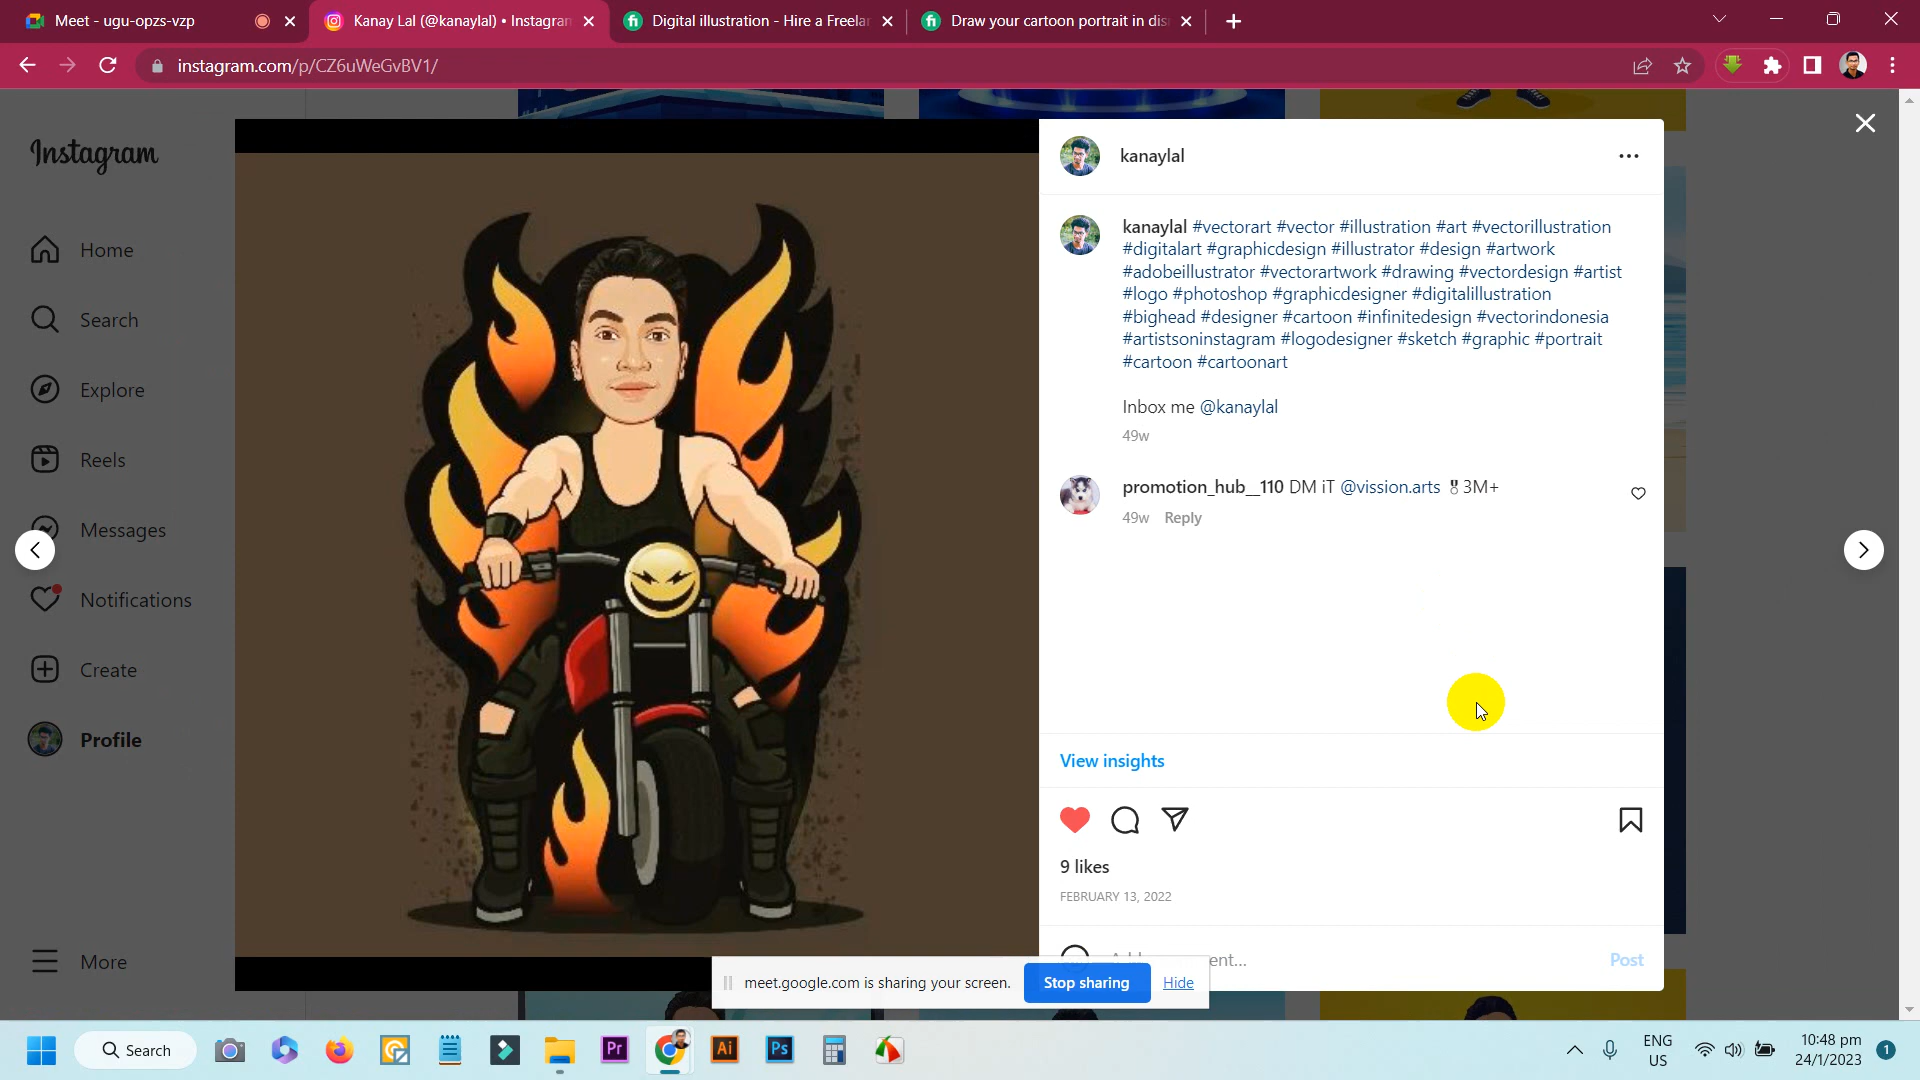 Meet - ugu-opzs-vzp
Kanay Lal (@kanaylal) • Instagram
Digital illustration - Hire a Freelan
Draw your cartoon portrait in dis
instagram.com/p/CZ6uWeGvBV1/
Instagram
Home
Search
Explore
Reels
Messages
Notifications
Create
Profile
More
kanaylal
kanaylal #vectorart #vector #illustration #art #vectorillustration
#digitalart #graphicdesign #illustrator #design #artwork
#adobeillustrator #vectorartwork #drawing #vectordesign #artist
#logo #photoshop #graphicdesigner #digitalillustration
#bighead #designer #cartoon #infinitedesign #vectorindonesia
#artistsoninstagram #logodesigner #sketch #graphic #portrait
#cartoon #cartoonart
Inbox me @kanaylal
49w
promotion_hub__110 DM iT @vission.arts 🎖 3M+
49w Reply
View insights
9 likes
FEBRUARY 13, 2022
Post
meet.google.com is sharing your screen.
Stop sharing
Hide
Search
Pr
Ai
Ps
ENG
US
10:48 pm
24/1/2023
1